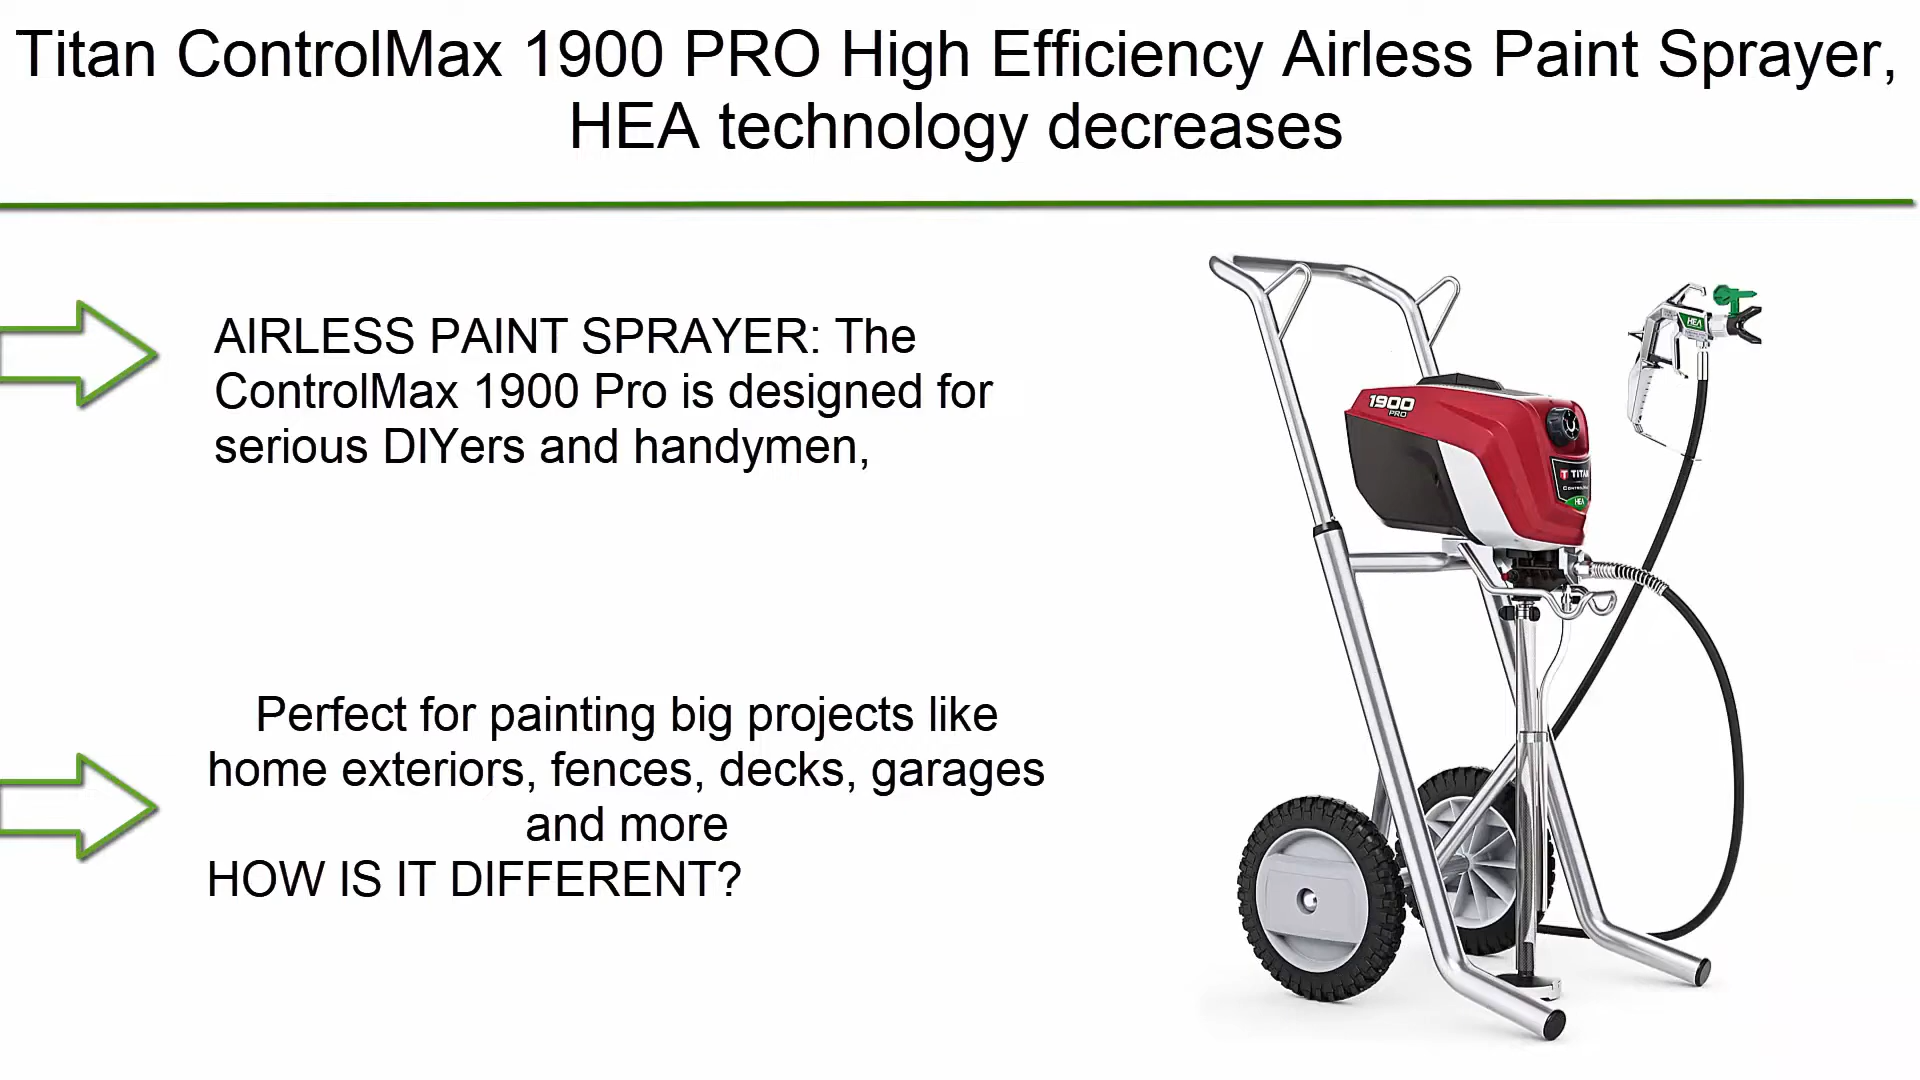 Titan ControlMax 1900 PRO High Efficiency Airless Paint Sprayer,
HEA technology decreases
AIRLESS PAINT SPRAYER: The
ControlMax 1900 Pro is designed for
serious DIYers and handymen,
Perfect for painting big projects like
home exteriors, fences, decks, garages
and more
HOW IS IT DIFFERENT?
1900
PRO
HEA
TITAN
HEA